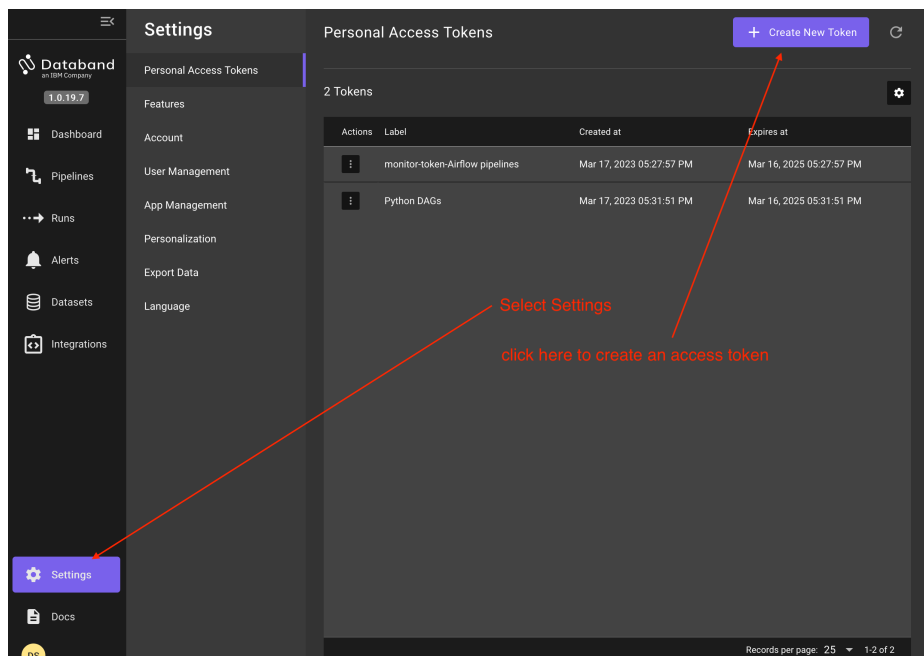 Databand
an IBM Company
1.0.19.7
Dashboard
Pipelines
Runs
Alerts
Datasets
Integrations
Settings
Docs
DS
Settings
Personal Access Tokens
Features
Account
User Management
App Management
Personalization
Export Data
Language
Personal Access Tokens
+ Create New Token
2 Tokens
Actions Label Created at Expires at
monitor-token-Airflow pipelines Mar 17, 2023 05:27:57 PM Mar 16, 2025 05:27:57 PM
Python DAGs Mar 17, 2023 05:31:51 PM Mar 16, 2025 05:31:51 PM
Select Settings
click here to create an access token
Records per page: 25 1-2 of 2